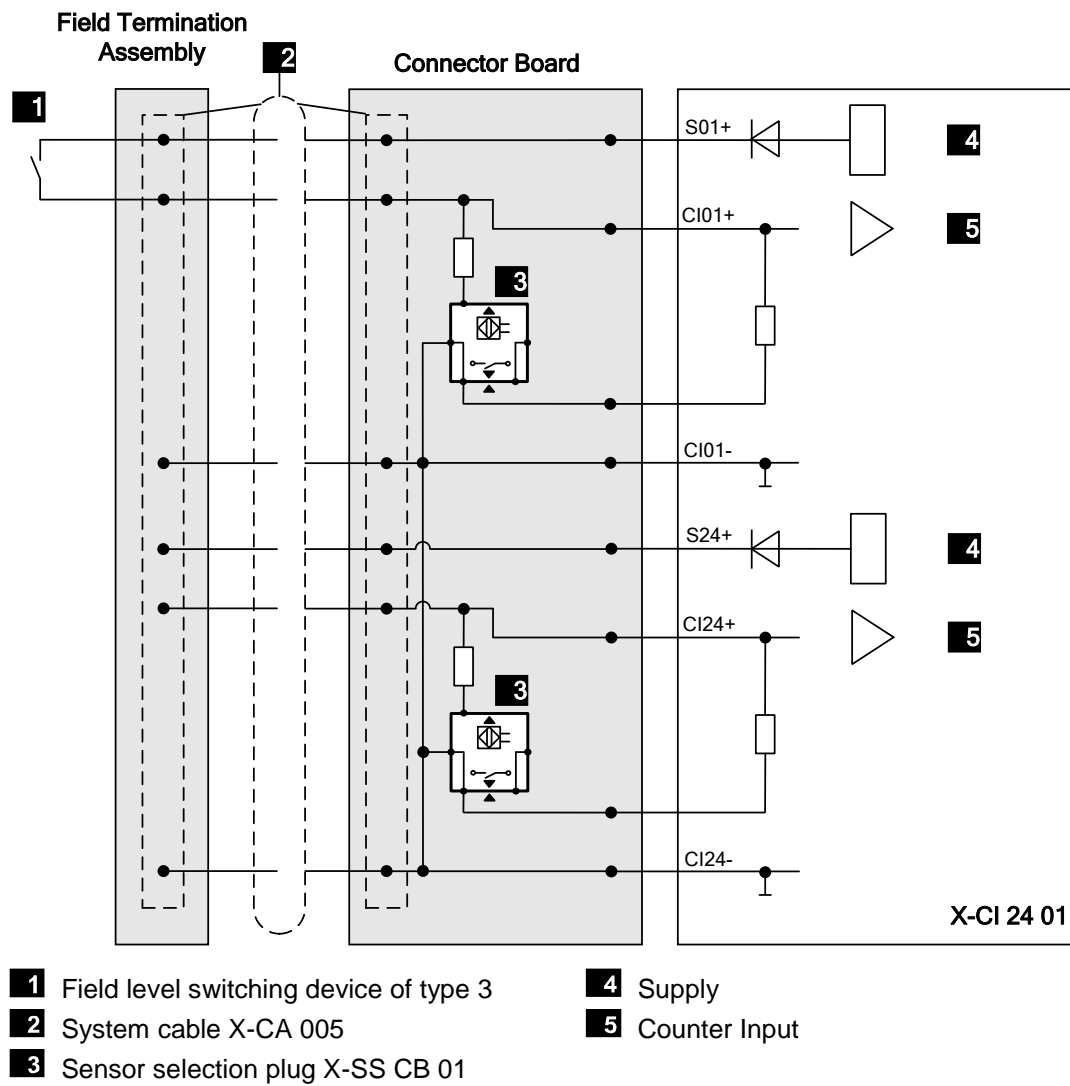 Field Termination
Assembly
2
Connector Board
1
S01+
4
CI01+
5
3
CI01-
S24+
4
CI24+
5
3
CI24-
X-CI 24 01
1 Field level switching device of type 3
2 System cable X-CA 005
3 Sensor selection plug X-SS CB 01
4 Supply
5 Counter Input